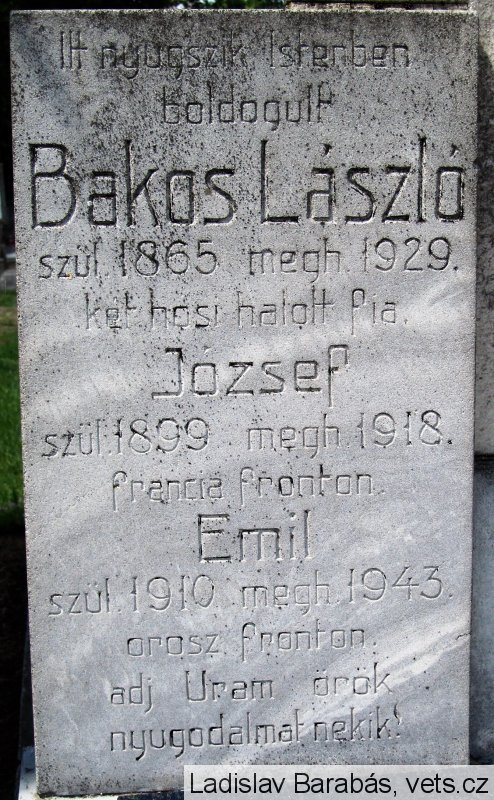 Itt nyugszik Istenben
boldogult
Bakos László
szül. 1865 megh. 1929.
két hősi halott fia.
József
szül. 1899 megh. 1918.
francia fronton.
Emil
szül. 1910. megh. 1943.
orosz fronton.
adj Uram örök
nyugodalmat nekik!
Ladislav Barabás, vets.cz